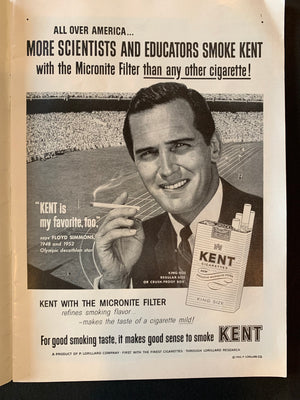 ALL OVER AMERICA...
MORE SCIENTISTS AND EDUCATORS SMOKE KENT
with the Micronite Filter than any other cigarette!
"KENT is
my favorite, too,"
says FLOYD SIMMONS,
1948 and 1952
Olympic decathlon star
KING-SIZE
REGULAR SIZE
OR CRUSH-PROOF BOX
KENT
CIGARETTES
KING SIZE
KENT WITH THE MICRONITE FILTER
refines smoking flavor
—makes the taste of a cigarette mild!
For good smoking taste, it makes good sense to smoke KENT
A PRODUCT OF P. LORILLARD COMPANY · FIRST WITH THE FINEST CIGARETTES · THROUGH LORILLARD RESEARCH